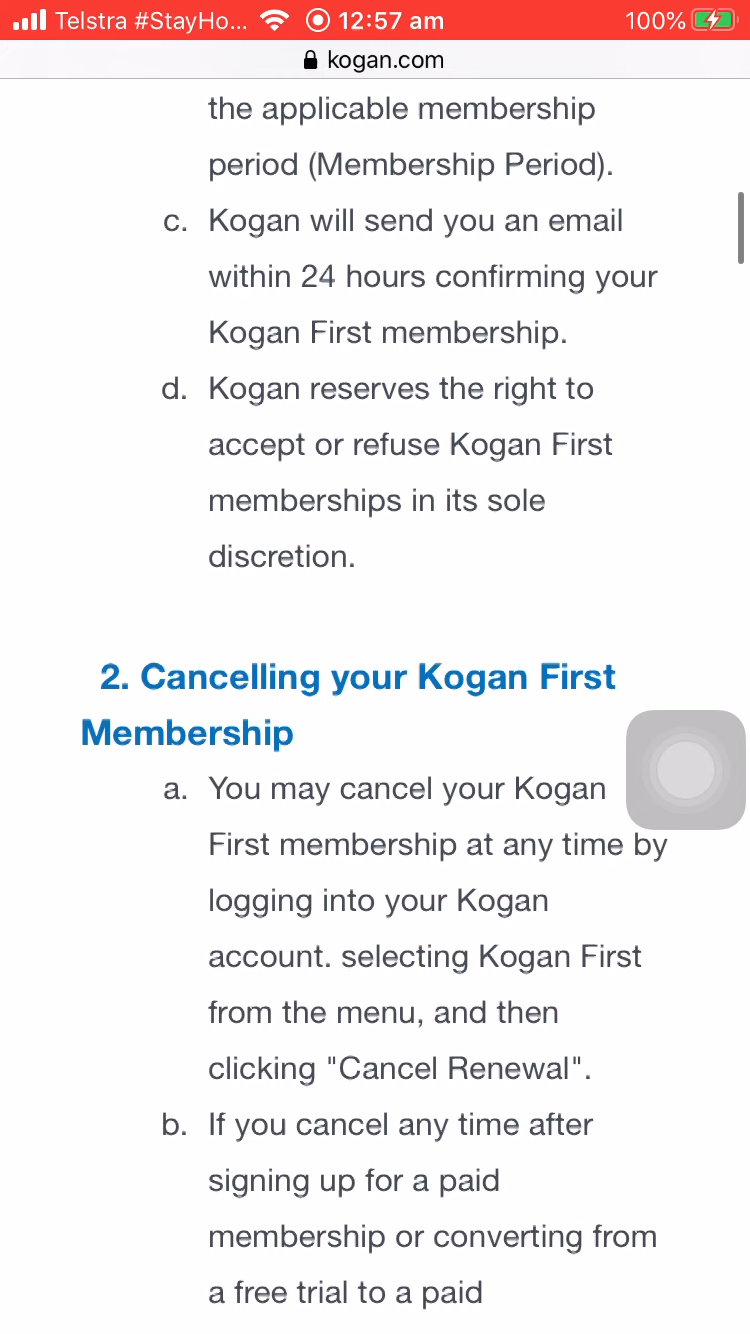 Telstra #StayHo... 12:57 am 100%
kogan.com
the applicable membership
period (Membership Period).
c. Kogan will send you an email
within 24 hours confirming your
Kogan First membership.
d. Kogan reserves the right to
accept or refuse Kogan First
memberships in its sole
discretion.
2. Cancelling your Kogan First
Membership
a. You may cancel your Kogan
First membership at any time by
logging into your Kogan
account. selecting Kogan First
from the menu, and then
clicking "Cancel Renewal".
b. If you cancel any time after
signing up for a paid
membership or converting from
a free trial to a paid